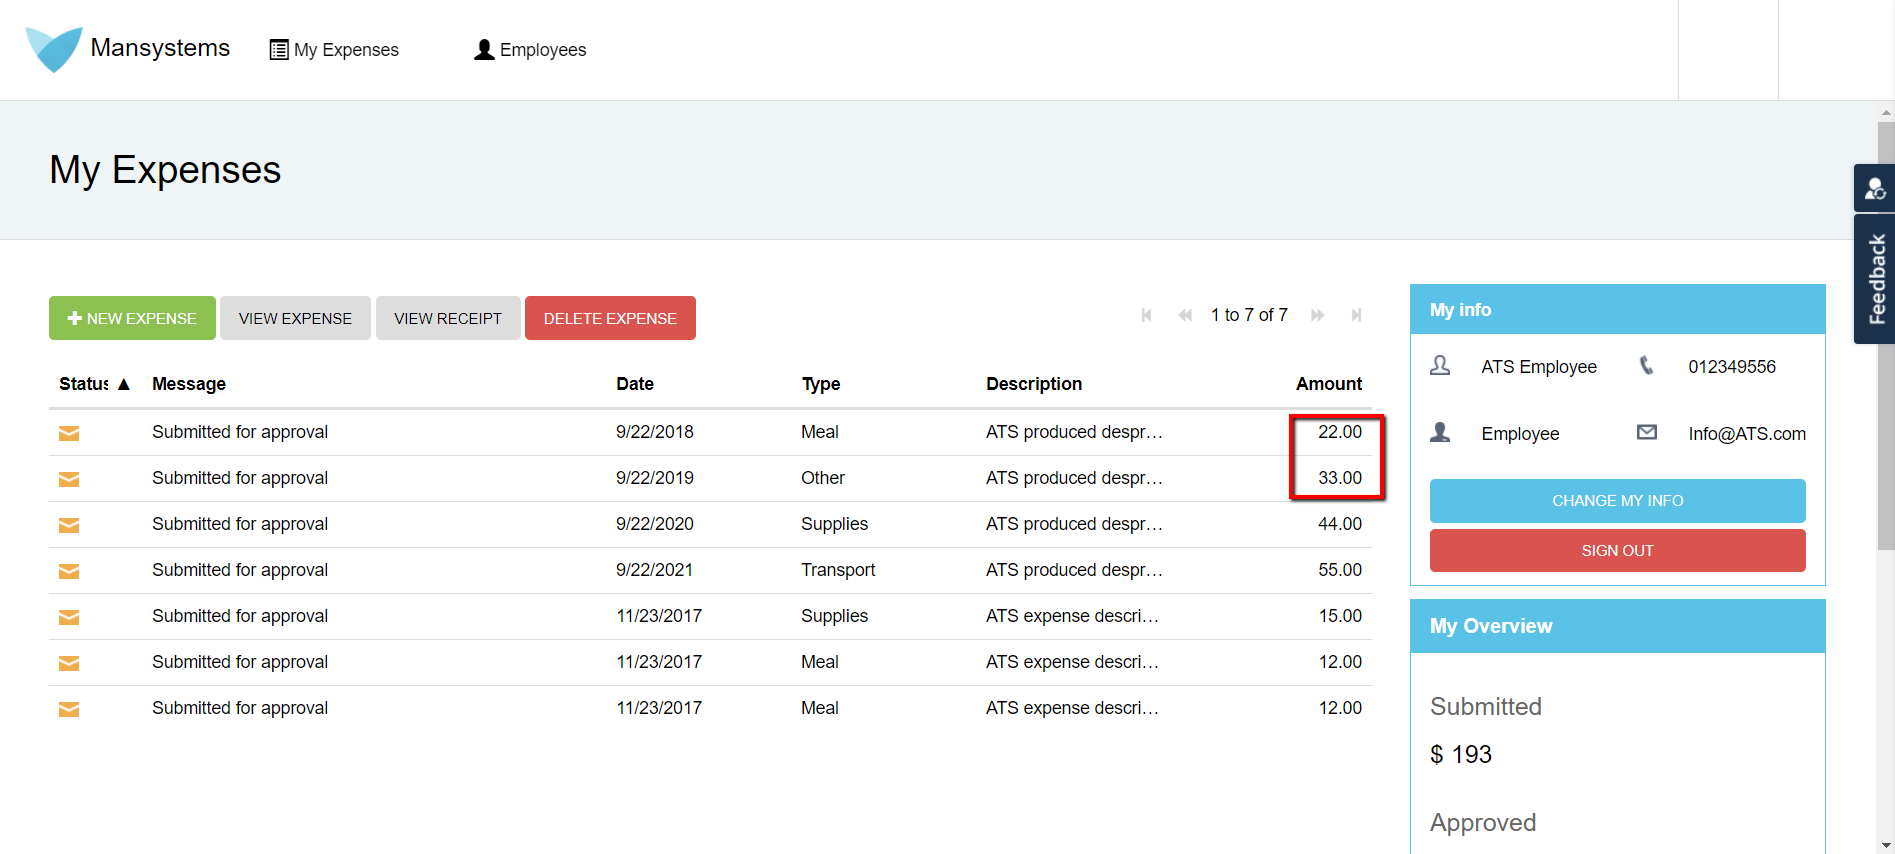 Mansystems
My Expenses
Employees
My Expenses
Feedback
NEW EXPENSE
VIEW EXPENSE
VIEW RECEIPT
DELETE EXPENSE
1 to 7 of 7
Status ▲ Message Date Type Description Amount
Submitted for approval 9/22/2018 Meal ATS produced despr… 22.00
Submitted for approval 9/22/2019 Other ATS produced despr… 33.00
Submitted for approval 9/22/2020 Supplies ATS produced despr… 44.00
Submitted for approval 9/22/2021 Transport ATS produced despr… 55.00
Submitted for approval 11/23/2017 Supplies ATS expense descri… 15.00
Submitted for approval 11/23/2017 Meal ATS expense descri… 12.00
Submitted for approval 11/23/2017 Meal ATS expense descri… 12.00
My info
ATS Employee 012349556
Employee Info@ATS.com
CHANGE MY INFO
SIGN OUT
My Overview
Submitted
$ 193
Approved